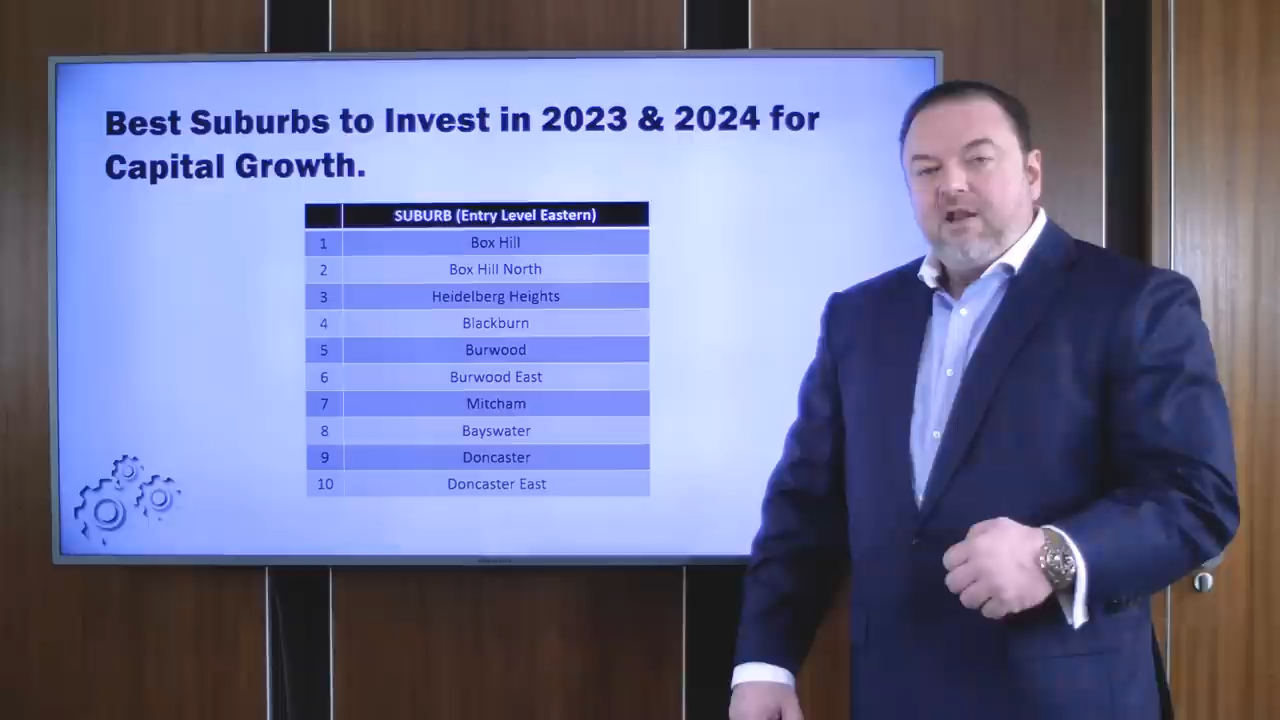 Best Suburbs to Invest in 2023 & 2024 for
Capital Growth.
SUBURB (Entry Level Eastern)
1 Box Hill
2 Box Hill North
3 Heidelberg Heights
4 Blackburn
5 Burwood
6 Burwood East
7 Mitcham
8 Bayswater
9 Doncaster
10 Doncaster East